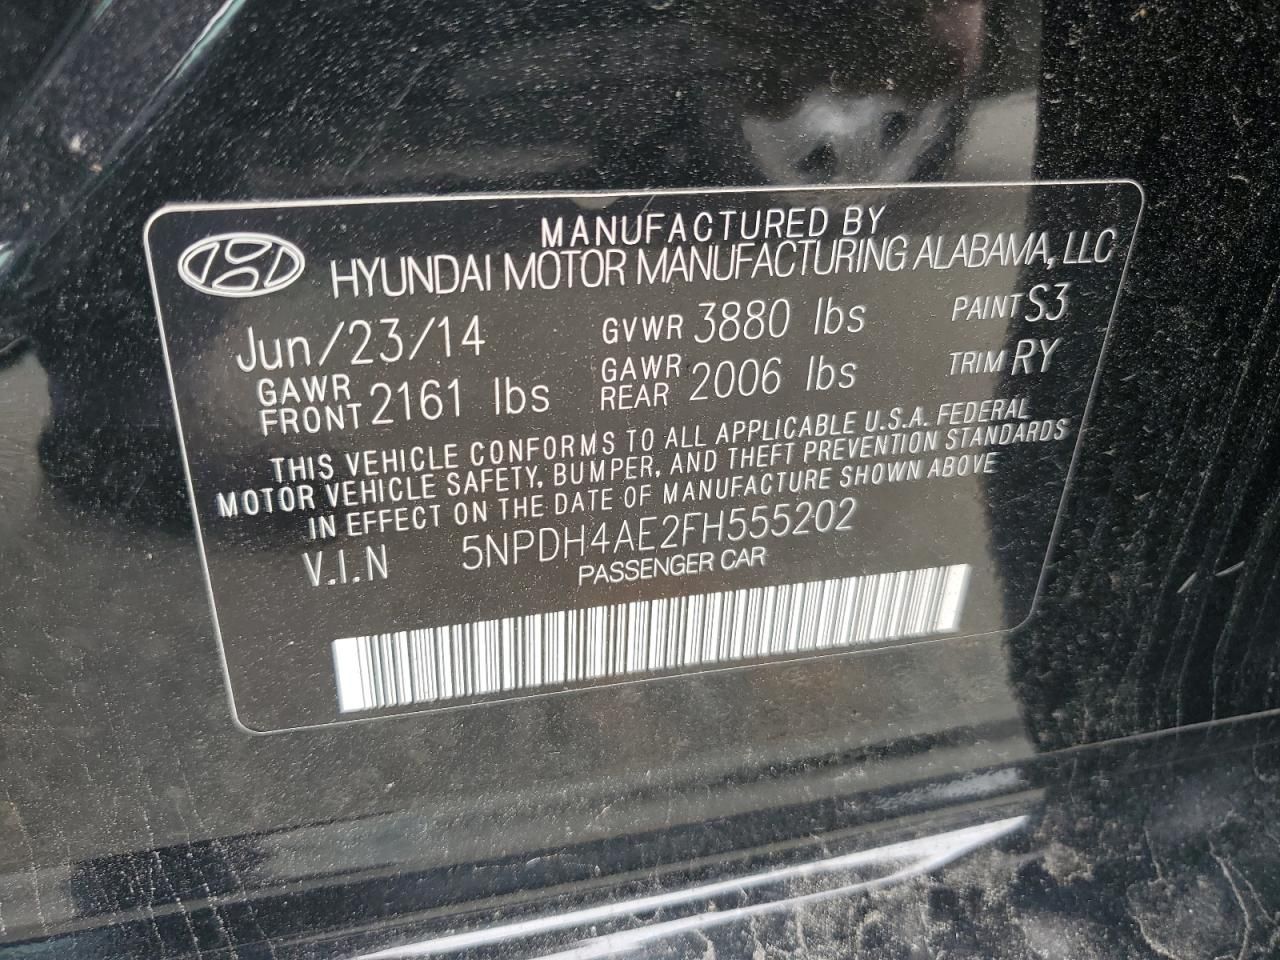 MANUFACTURED BY
HYUNDAI MOTOR MANUFACTURING ALABAMA, LLC
Jun/23/14 GVWR 3880 lbs PAINT S3
GAWR FRONT 2161 lbs GAWR REAR 2006 lbs TRIM RY
THIS VEHICLE CONFORMS TO ALL APPLICABLE U.S.A. FEDERAL
MOTOR VEHICLE SAFETY, BUMPER, AND THEFT PREVENTION STANDARDS
IN EFFECT ON THE DATE OF MANUFACTURE SHOWN ABOVE
V.I.N 5NPDH4AE2FH555202
PASSENGER CAR